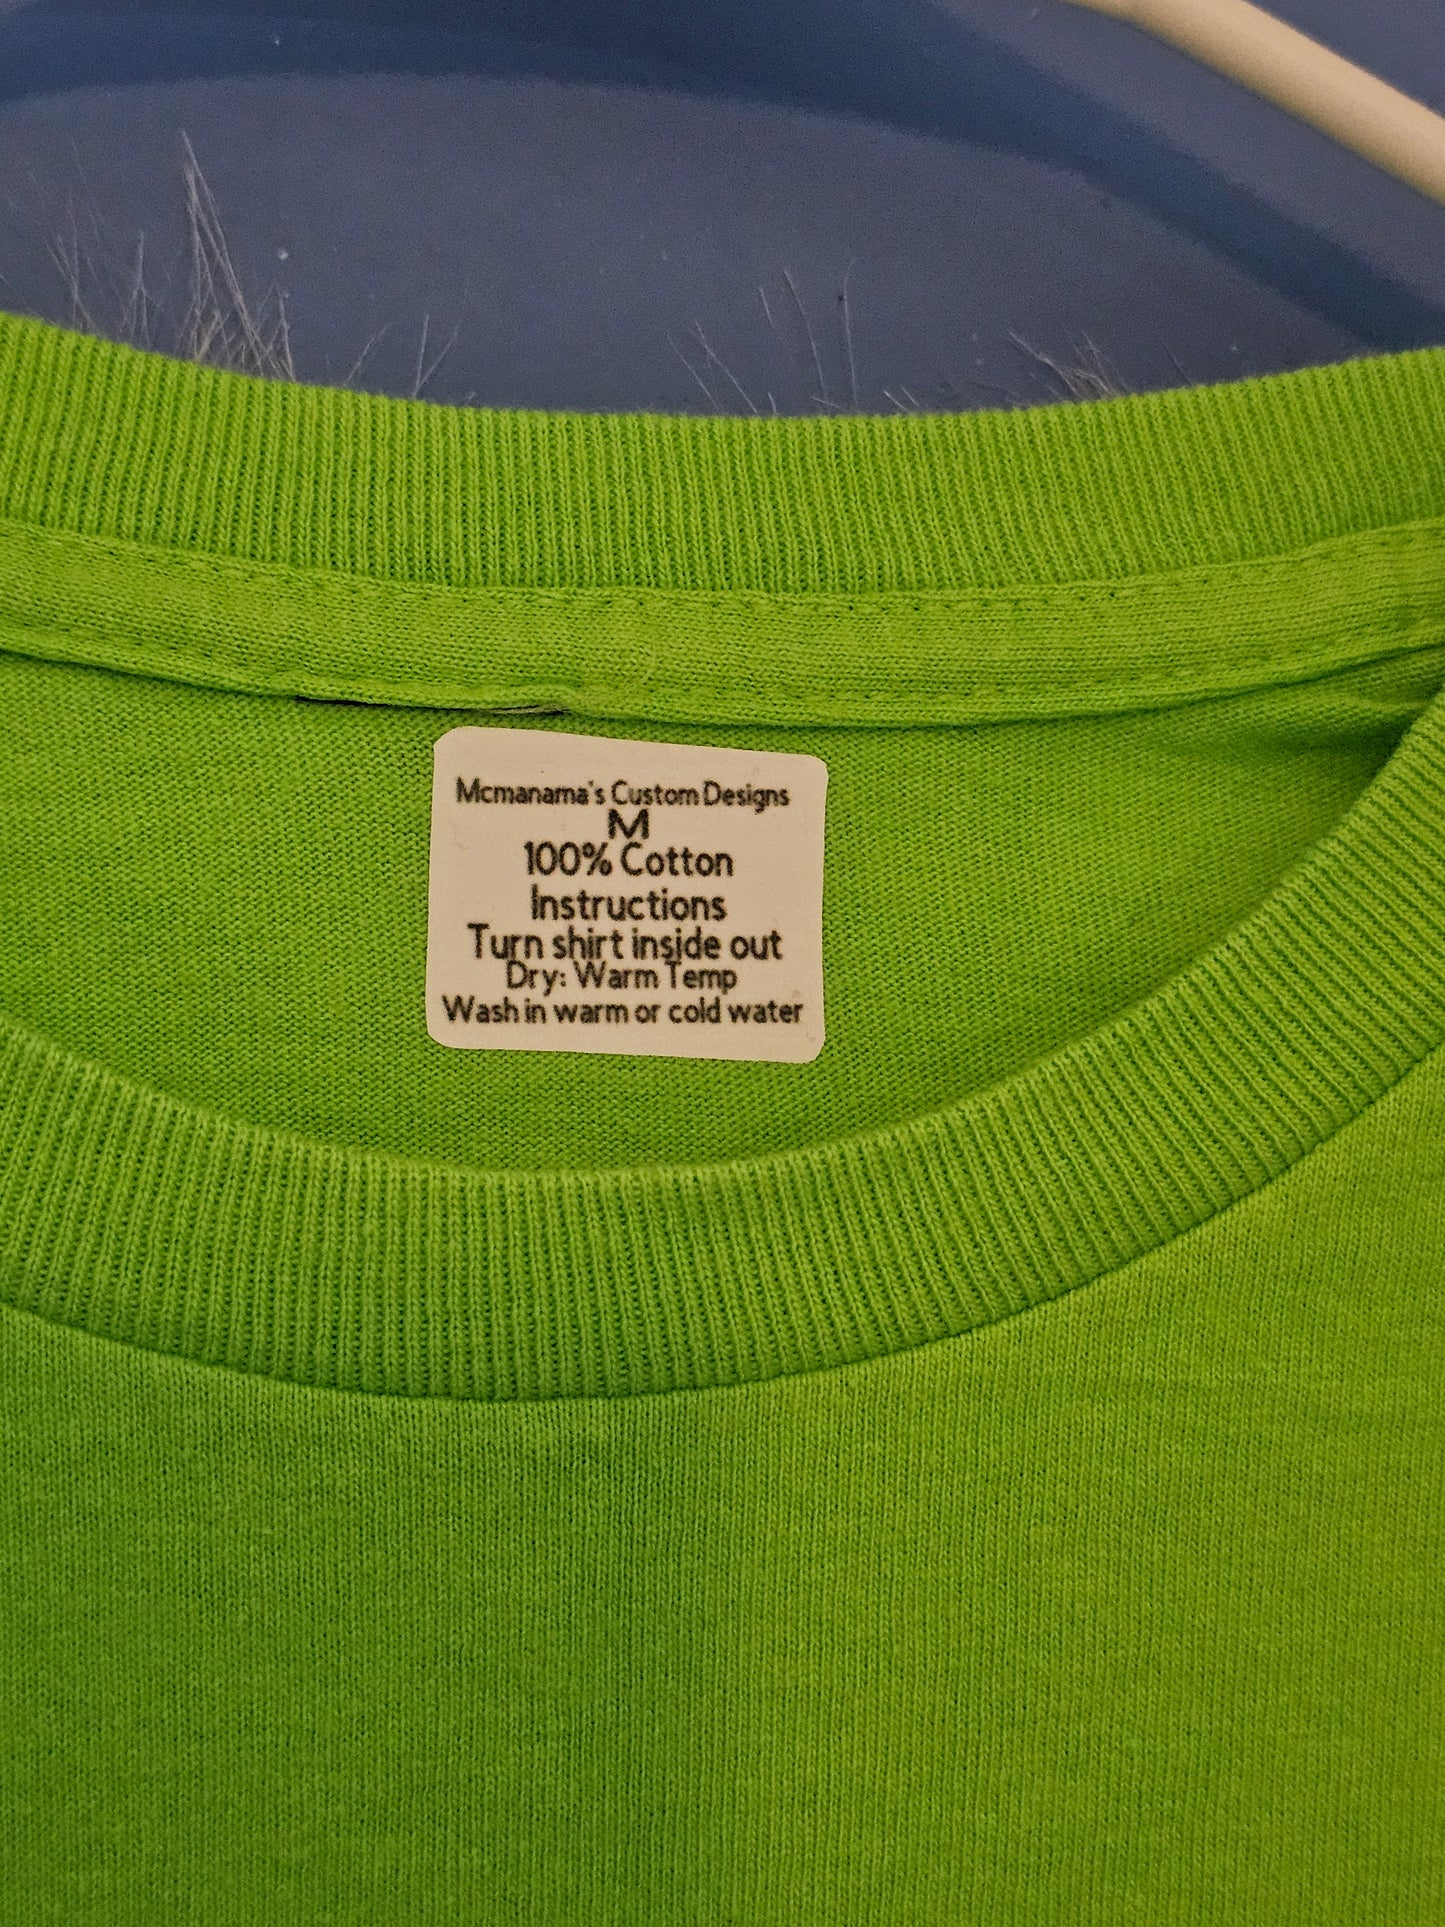 Mcmanama's Custom Designs
M
100% Cotton
Instructions
Turn shirt inside out
Dry: Warm Temp
Wash in warm or cold water